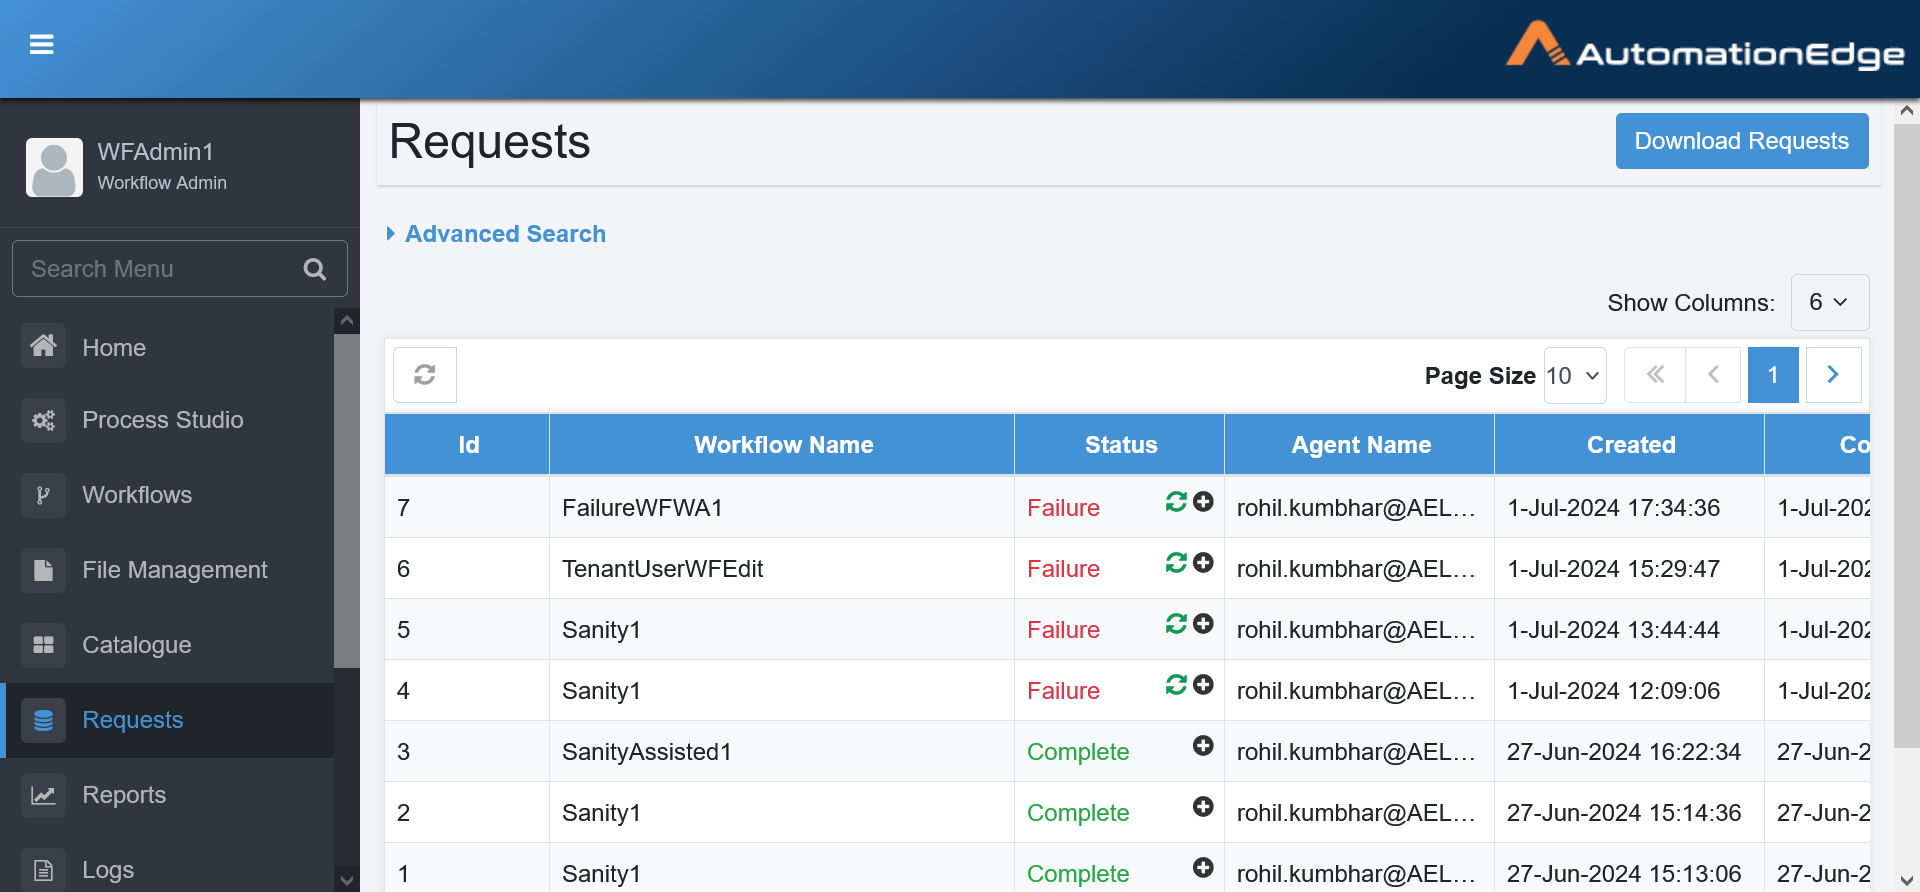 AutomationEdge
WFAdmin1
Workflow Admin
Search Menu
Home
Process Studio
Workflows
File Management
Catalogue
Requests
Reports
Logs
Requests
Download Requests
Advanced Search
Show Columns: 6
Page Size 10 1
Id Workflow Name Status Agent Name Created Co
7 FailureWFWA1 Failure rohil.kumbhar@AEL... 1-Jul-2024 17:34:36 1-Jul-202
6 TenantUserWFEdit Failure rohil.kumbhar@AEL... 1-Jul-2024 15:29:47 1-Jul-202
5 Sanity1 Failure rohil.kumbhar@AEL... 1-Jul-2024 13:44:44 1-Jul-202
4 Sanity1 Failure rohil.kumbhar@AEL... 1-Jul-2024 12:09:06 1-Jul-202
3 SanityAssisted1 Complete rohil.kumbhar@AEL... 27-Jun-2024 16:22:34 27-Jun-2
2 Sanity1 Complete rohil.kumbhar@AEL... 27-Jun-2024 15:14:36 27-Jun-2
1 Sanity1 Complete rohil.kumbhar@AEL... 27-Jun-2024 15:13:06 27-Jun-2